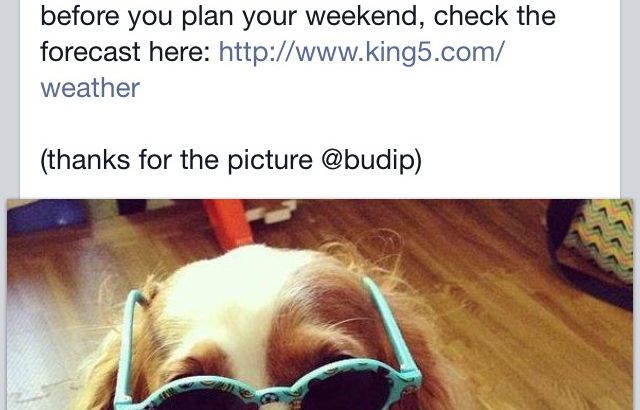 before you plan your weekend, check the
forecast here: http://www.king5.com/
weather
(thanks for the picture @budip)